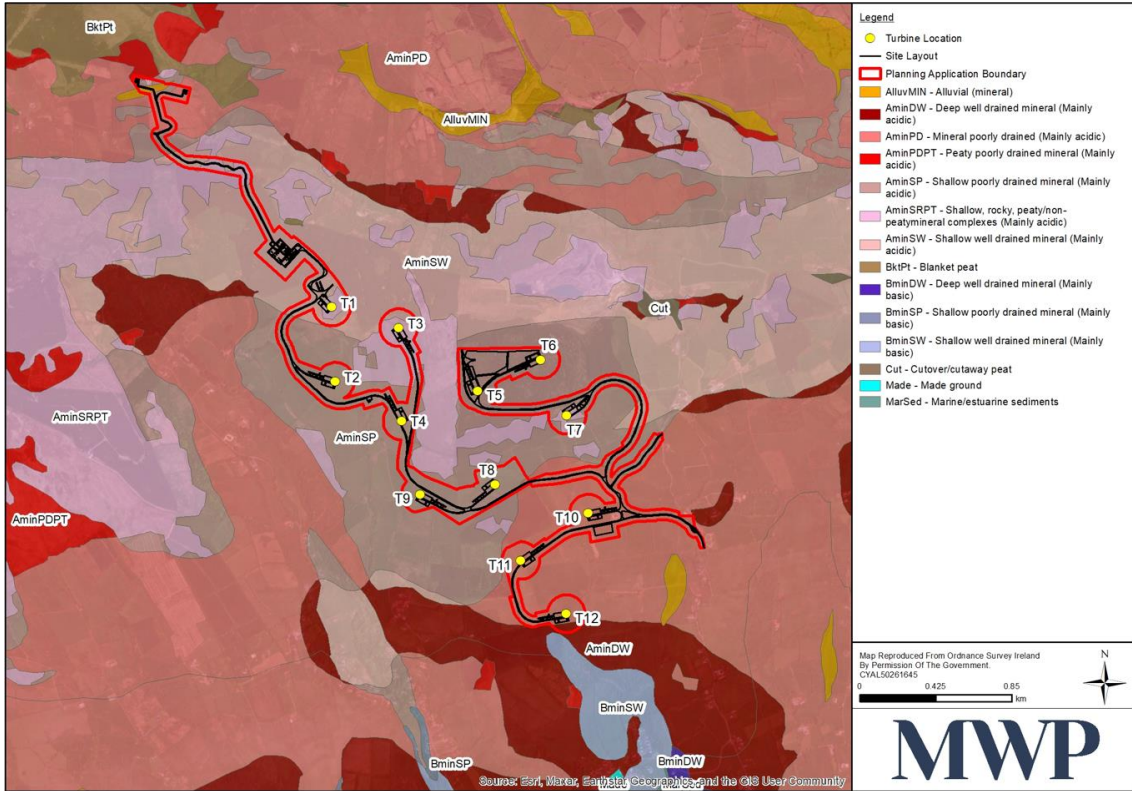 BktPt
AminPD
AlluvMIN
AminSW
Cut
T1
T3
T6
T2
T5
AminSRPT
T7
T4
AminSP
T8
T9
AminPDPT
T10
T11
T12
AminDW
BminSW
BminSP
BminDW
Made
MarSed
Source: Esri, Maxar, Earthstar Geographics, and the GIS User Community
Legend
Turbine Location
Site Layout
Planning Application Boundary
AlluvMIN - Alluvial (mineral)
AminDW - Deep well drained mineral (Mainly
acidic)
AminPD - Mineral poorly drained (Mainly acidic)
AminPDPT - Peaty poorly drained mineral (Mainly
acidic)
AminSP - Shallow poorly drained mineral (Mainly
acidic)
AminSRPT - Shallow, rocky, peaty/non-
peatymineral complexes (Mainly acidic)
AminSW - Shallow well drained mineral (Mainly
acidic)
BktPt - Blanket peat
BminDW - Deep well drained mineral (Mainly
basic)
BminSP - Shallow poorly drained mineral (Mainly
basic)
BminSW - Shallow well drained mineral (Mainly
basic)
Cut - Cutover/cutaway peat
Made - Made ground
MarSed - Marine/estuarine sediments
Map Reproduced From Ordnance Survey Ireland
By Permission Of The Government.
CYAL50261645
N
0 0.425 0.85
km
MWP